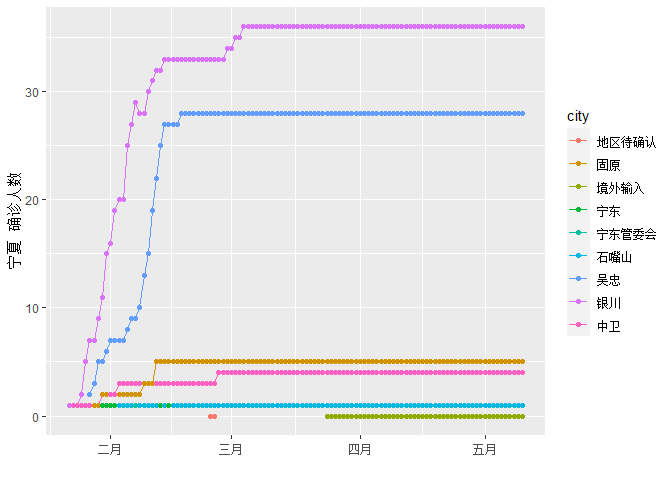 宁夏 确诊人数
30
20
10
0
二月
三月
四月
五月
city
地区待确认
固原
境外输入
宁东
宁东管委会
石嘴山
吴忠
银川
中卫